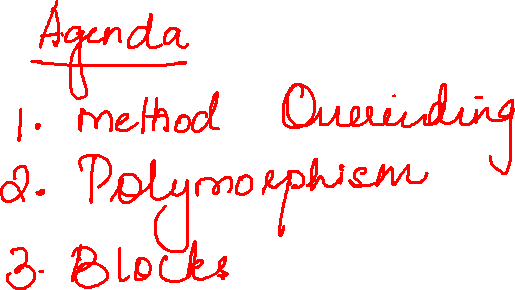 Agenda
1. Method Overriding
2. Polymorphism
3. Blocks